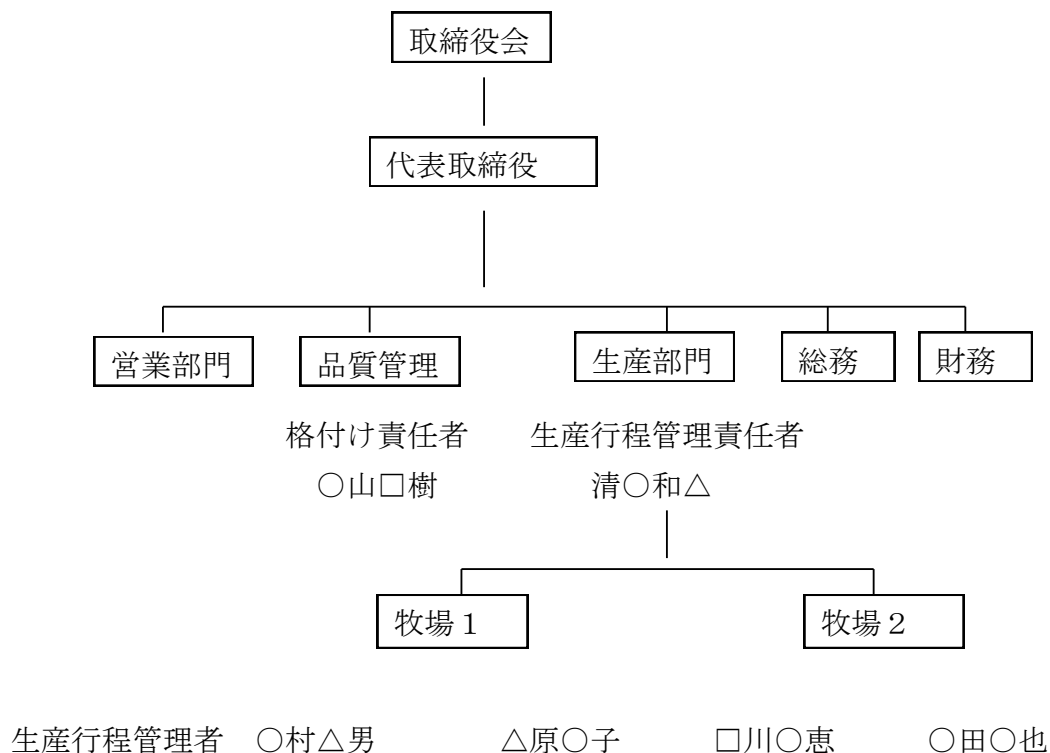 取締役会
代表取締役
営業部門 品質管理 生産部門 総務 財務
格付け責任者 生産行程管理責任者
○山□樹 清○和△
牧場１ 牧場２
生産行程管理者 ○村△男 △原○子 □川○恵 ○田○也